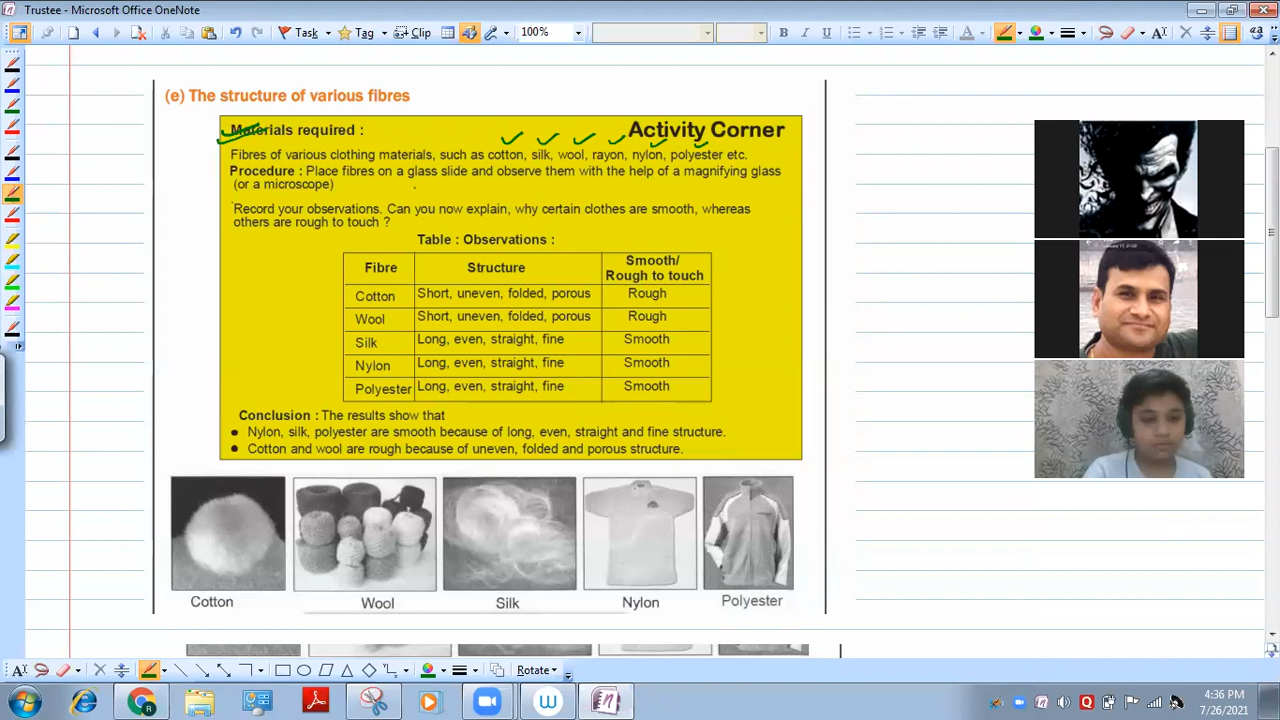 Trustee - Microsoft Office OneNote
Task
Tag
Clip
100%
B I U
(e) The structure of various fibres
Materials required :
Activity Corner
Fibres of various clothing materials, such as cotton, silk, wool, rayon, nylon, polyester etc.
Procedure : Place fibres on a glass slide and observe them with the help of a magnifying glass
(or a microscope)
Record your observations. Can you now explain, why certain clothes are smooth, whereas
others are rough to touch ?
Table : Observations :
Fibre Structure Smooth/
Rough to touch
Cotton Short, uneven, folded, porous Rough
Wool Short, uneven, folded, porous Rough
Silk Long, even, straight, fine Smooth
Nylon Long, even, straight, fine Smooth
Polyester Long, even, straight, fine Smooth
Conclusion : The results show that
Nylon, silk, polyester are smooth because of long, even, straight and fine structure.
Cotton and wool are rough because of uneven, folded and porous structure.
Cotton Wool Silk Nylon Polyester
Rotate
4:36 PM
7/26/2021